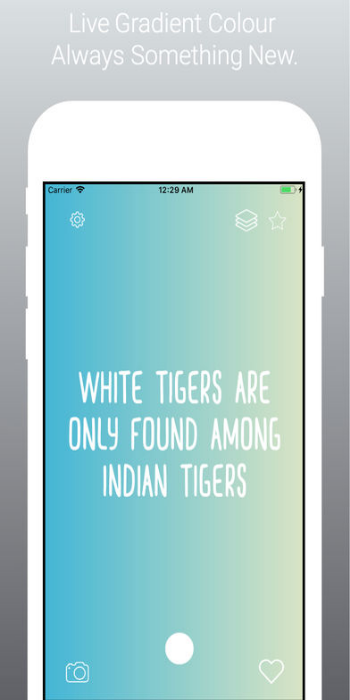 Live Gradient Colour
Always Something New.
Carrier 12:29 AM
WHITE TIGERS ARE
ONLY FOUND AMONG
INDIAN TIGERS